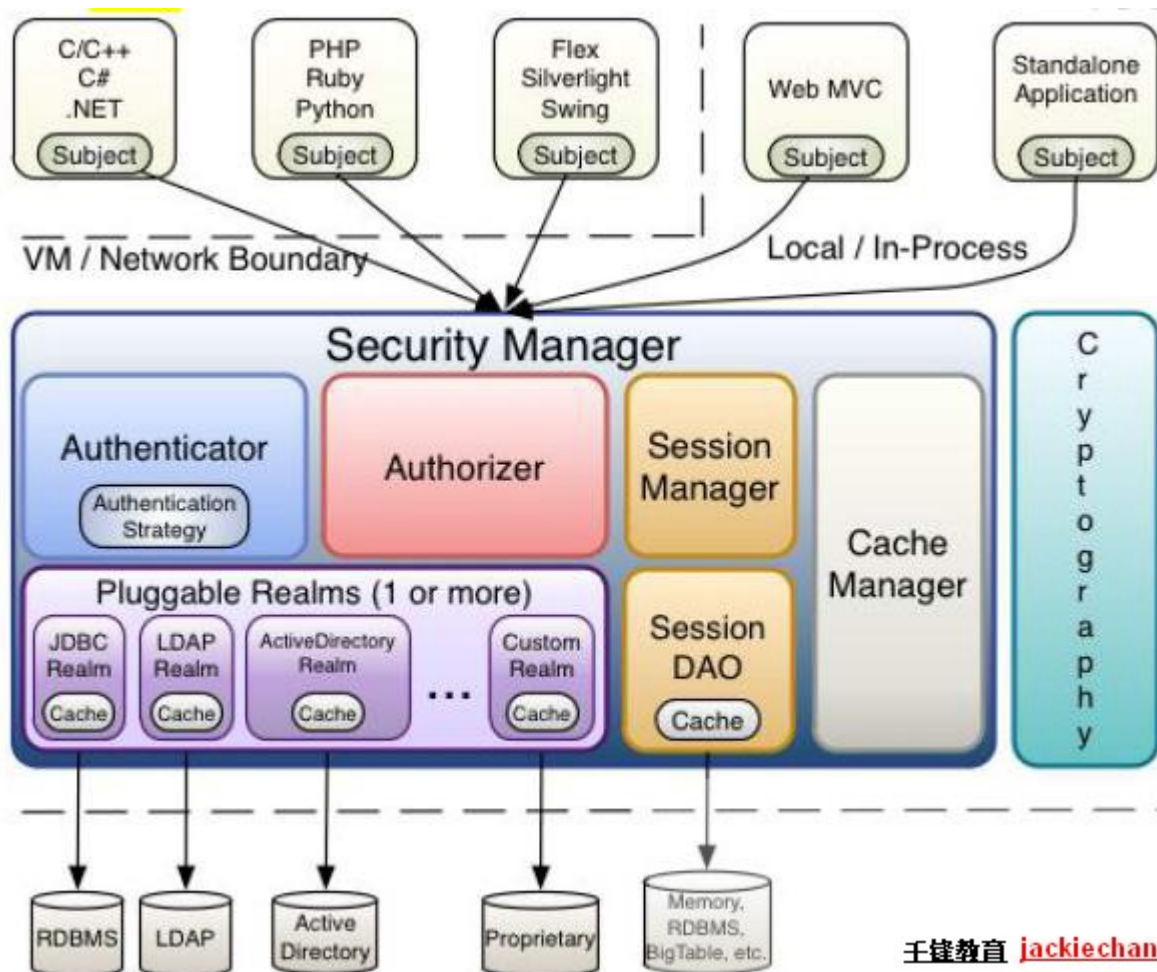 C/C++
C#
.NET
Subject
PHP
Ruby
Python
Subject
Flex
Silverlight
Swing
Subject
Web MVC
Subject
Standalone
Application
Subject
VM / Network Boundary
Local / In-Process
Security Manager
Authenticator
Authentication
Strategy
Authorizer
Session
Manager
Cache
Manager
Pluggable Realms (1 or more)
JDBC
Realm
Cache
LDAP
Realm
Cache
ActiveDirectory
Realm
Cache
...
Custom
Realm
Cache
Session
DAO
Cache
Cryptography
RDBMS
LDAP
Active
Directory
Proprietary
Memory,
RDBMS,
BigTable, etc.
千锋教育 jackiechan